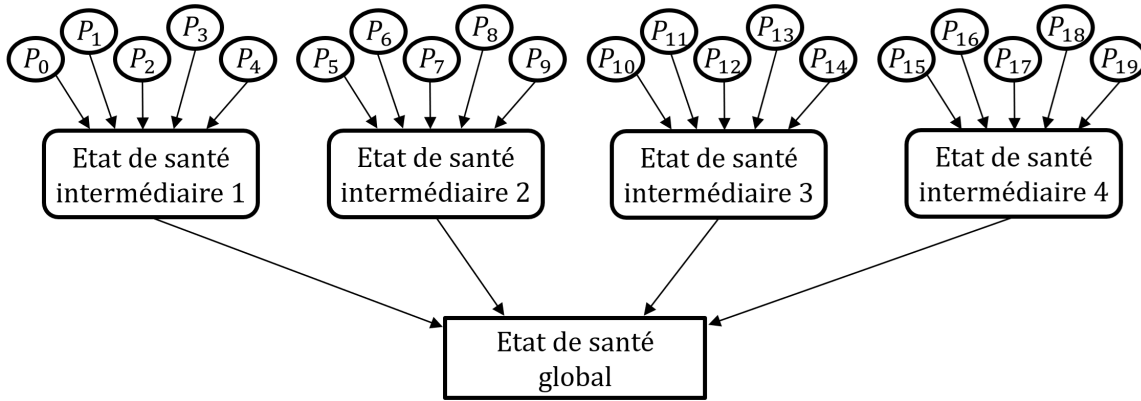 P0 P1 P2 P3 P4 P5 P6 P7 P8 P9 P10 P11 P12 P13 P14 P15 P16 P17 P18 P19
Etat de santé
intermédiaire 1
Etat de santé
intermédiaire 2
Etat de santé
intermédiaire 3
Etat de santé
intermédiaire 4
Etat de santé
global